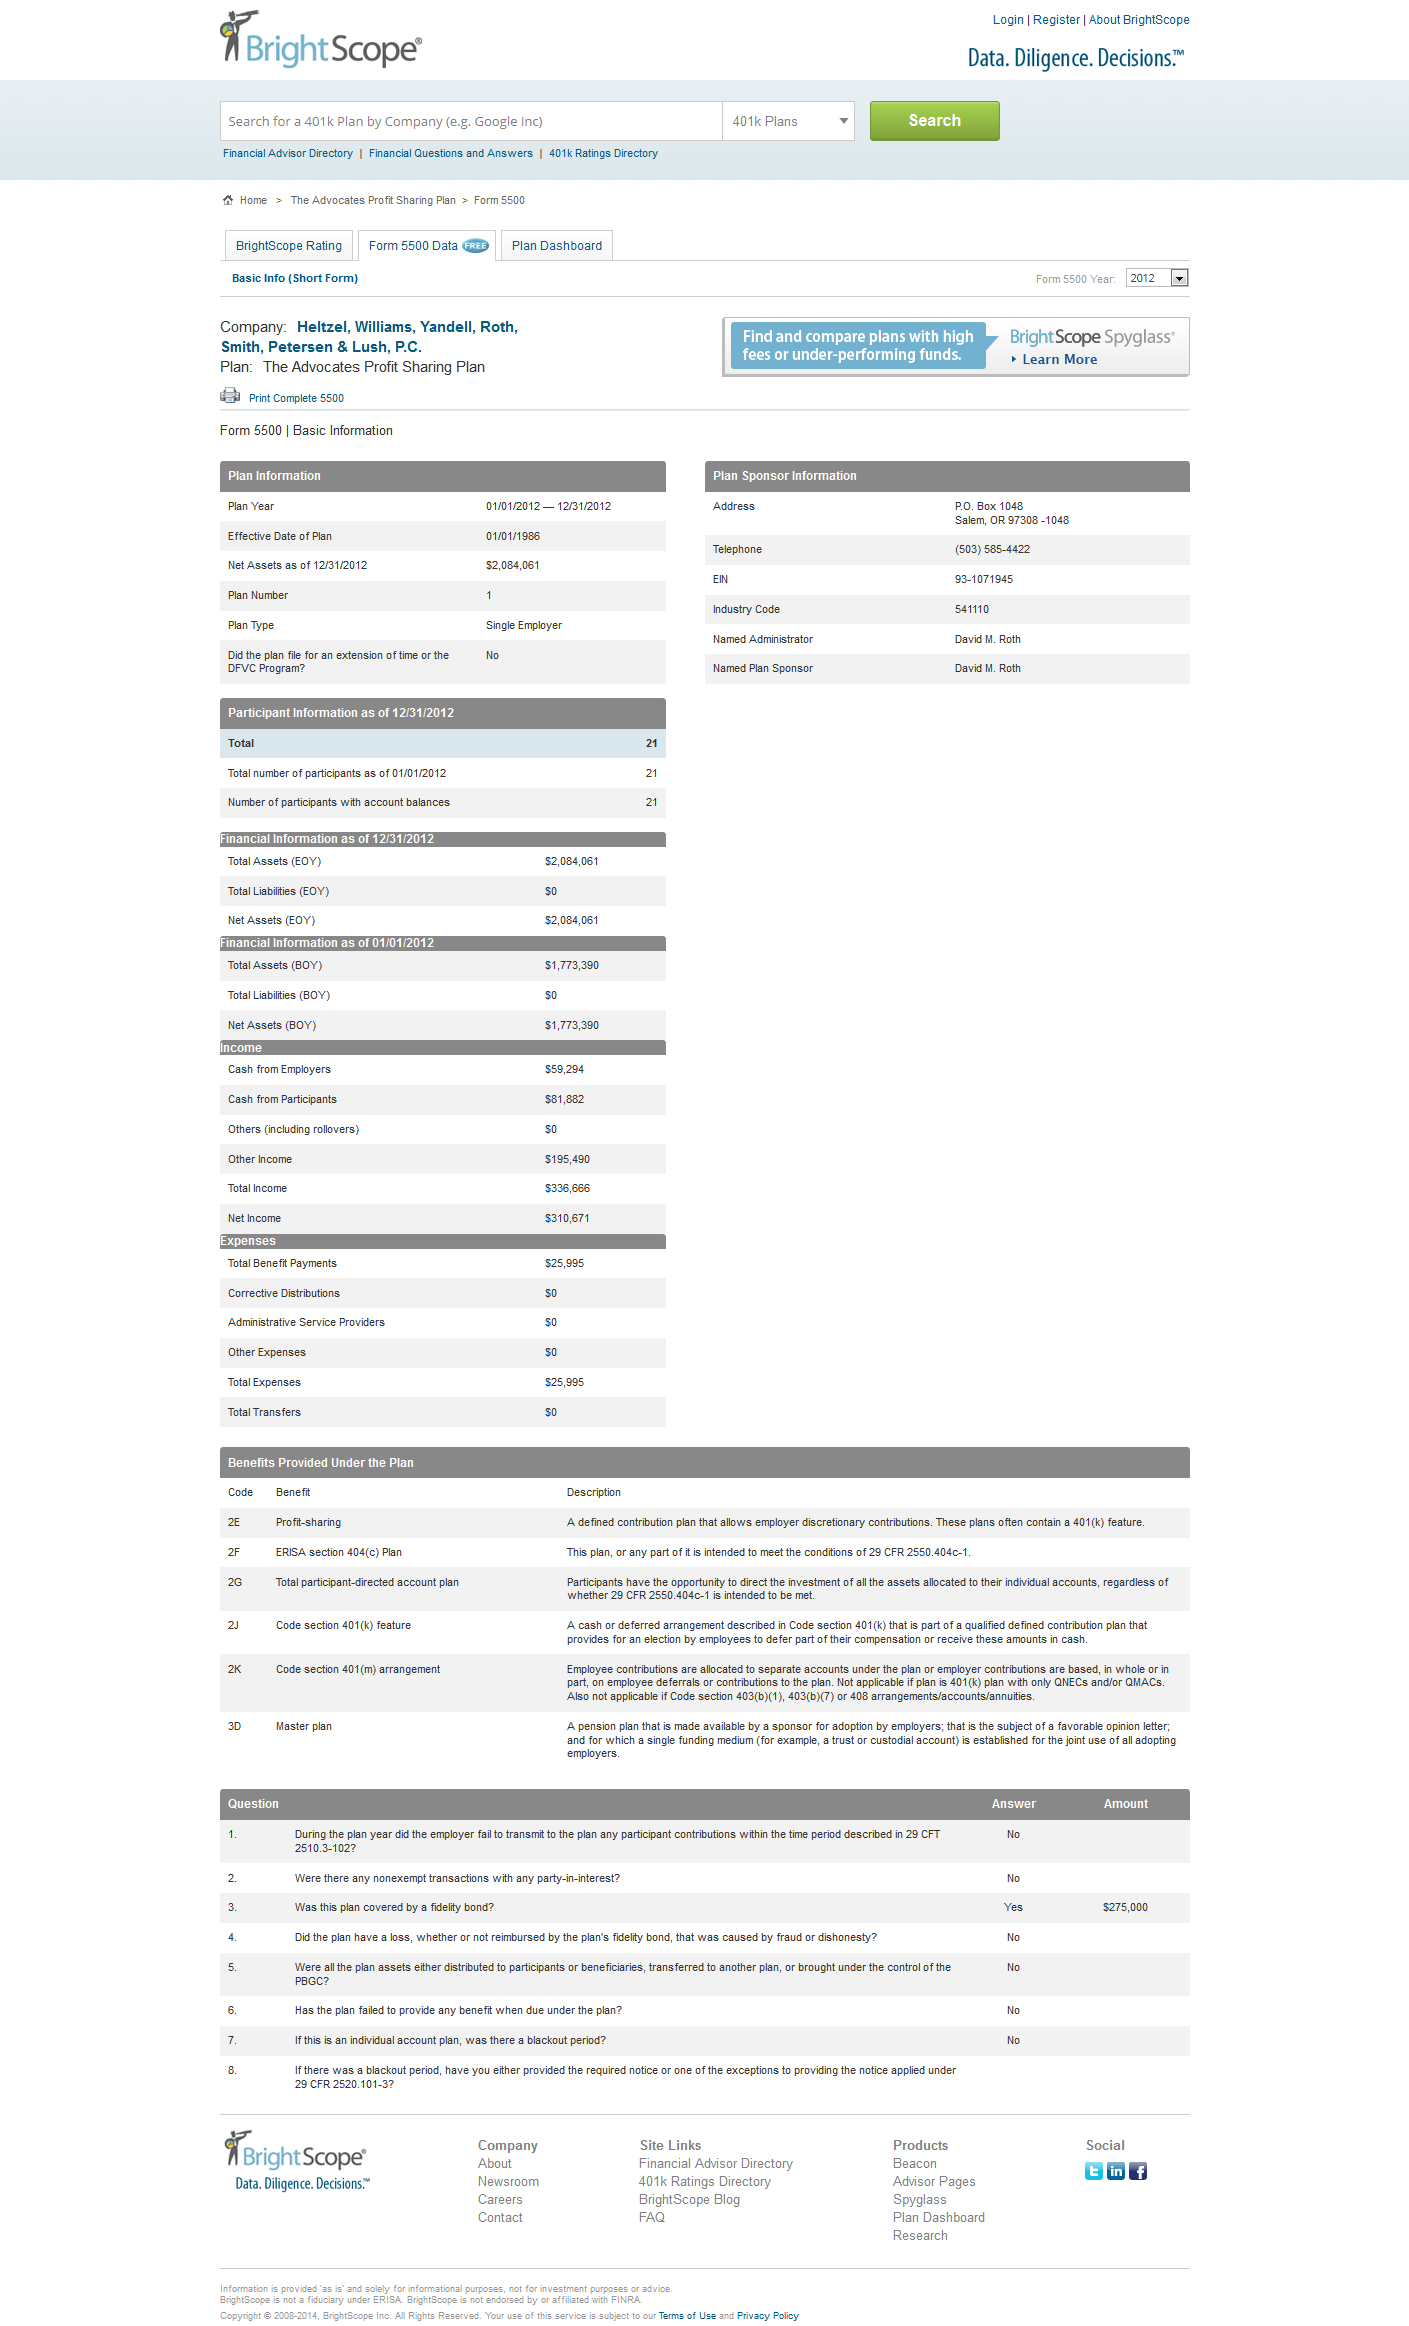 BrightScope®
Login | Register | About BrightScope
Data. Diligence. Decisions.™
Search for a 401k Plan by Company (e.g. Google Inc)
401k Plans
Search
Financial Advisor Directory | Financial Questions and Answers | 401k Ratings Directory
Home > The Advocates Profit Sharing Plan > Form 5500
BrightScope Rating
Form 5500 Data FREE
Plan Dashboard
Basic Info (Short Form)
Form 5500 Year: 2012
Company: Heltzel, Williams, Yandell, Roth,
Smith, Petersen & Lush, P.C.
Plan: The Advocates Profit Sharing Plan
Find and compare plans with high
fees or under-performing funds.
BrightScope Spyglass®
Learn More
Print Complete 5500
Form 5500 | Basic Information
Plan Information
Plan Year 01/01/2012 — 12/31/2012
Effective Date of Plan 01/01/1986
Net Assets as of 12/31/2012 $2,084,061
Plan Number 1
Plan Type Single Employer
Did the plan file for an extension of time or the No
DFVC Program?
Plan Sponsor Information
Address P.O. Box 1048
Salem, OR 97308 -1048
Telephone (503) 585-4422
EIN 93-1071945
Industry Code 541110
Named Administrator David M. Roth
Named Plan Sponsor David M. Roth
Participant Information as of 12/31/2012
Total 21
Total number of participants as of 01/01/2012 21
Number of participants with account balances 21
Financial Information as of 12/31/2012
Total Assets (EOY) $2,084,061
Total Liabilities (EOY) $0
Net Assets (EOY) $2,084,061
Financial Information as of 01/01/2012
Total Assets (BOY) $1,773,390
Total Liabilities (BOY) $0
Net Assets (BOY) $1,773,390
Income
Cash from Employers $59,294
Cash from Participants $81,882
Others (including rollovers) $0
Other Income $195,490
Total Income $336,666
Net Income $310,671
Expenses
Total Benefit Payments $25,995
Corrective Distributions $0
Administrative Service Providers $0
Other Expenses $0
Total Expenses $25,995
Total Transfers $0
Benefits Provided Under the Plan
Code Benefit Description
2E Profit-sharing A defined contribution plan that allows employer discretionary contributions. These plans often contain a 401(k) feature.
2F ERISA section 404(c) Plan This plan, or any part of it is intended to meet the conditions of 29 CFR 2550.404c-1.
2G Total participant-directed account plan Participants have the opportunity to direct the investment of all the assets allocated to their individual accounts, regardless of
whether 29 CFR 2550.404c-1 is intended to be met.
2J Code section 401(k) feature A cash or deferred arrangement described in Code section 401(k) that is part of a qualified defined contribution plan that
provides for an election by employees to defer part of their compensation or receive these amounts in cash.
2K Code section 401(m) arrangement Employee contributions are allocated to separate accounts under the plan or employer contributions are based, in whole or in
part, on employee deferrals or contributions to the plan. Not applicable if plan is 401(k) plan with only QNECs and/or QMACs.
Also not applicable if Code section 403(b)(1), 403(b)(7) or 408 arrangements/accounts/annuities.
3D Master plan A pension plan that is made available by a sponsor for adoption by employers; that is the subject of a favorable opinion letter;
and for which a single funding medium (for example, a trust or custodial account) is established for the joint use of all adopting
employers.
Question Answer Amount
1. During the plan year did the employer fail to transmit to the plan any participant contributions within the time period described in 29 CFT No
2510.3-102?
2. Were there any nonexempt transactions with any party-in-interest? No
3. Was this plan covered by a fidelity bond? Yes $275,000
4. Did the plan have a loss, whether or not reimbursed by the plan's fidelity bond, that was caused by fraud or dishonesty? No
5. Were all the plan assets either distributed to participants or beneficiaries, transferred to another plan, or brought under the control of the No
PBGC?
6. Has the plan failed to provide any benefit when due under the plan? No
7. If this is an individual account plan, was there a blackout period? No
8. If there was a blackout period, have you either provided the required notice or one of the exceptions to providing the notice applied under
29 CFR 2520.101-3?
BrightScope®
Data. Diligence. Decisions.™
Company
About
Newsroom
Careers
Contact
Site Links
Financial Advisor Directory
401k Ratings Directory
BrightScope Blog
FAQ
Products
Beacon
Advisor Pages
Spyglass
Plan Dashboard
Research
Social
Information is provided 'as is' and solely for informational purposes, not for investment purposes or advice.
BrightScope is not a fiduciary under ERISA. BrightScope is not endorsed by or affiliated with FINRA.
Copyright © 2008-2014, BrightScope Inc. All Rights Reserved. Your use of this service is subject to our Terms of Use and Privacy Policy